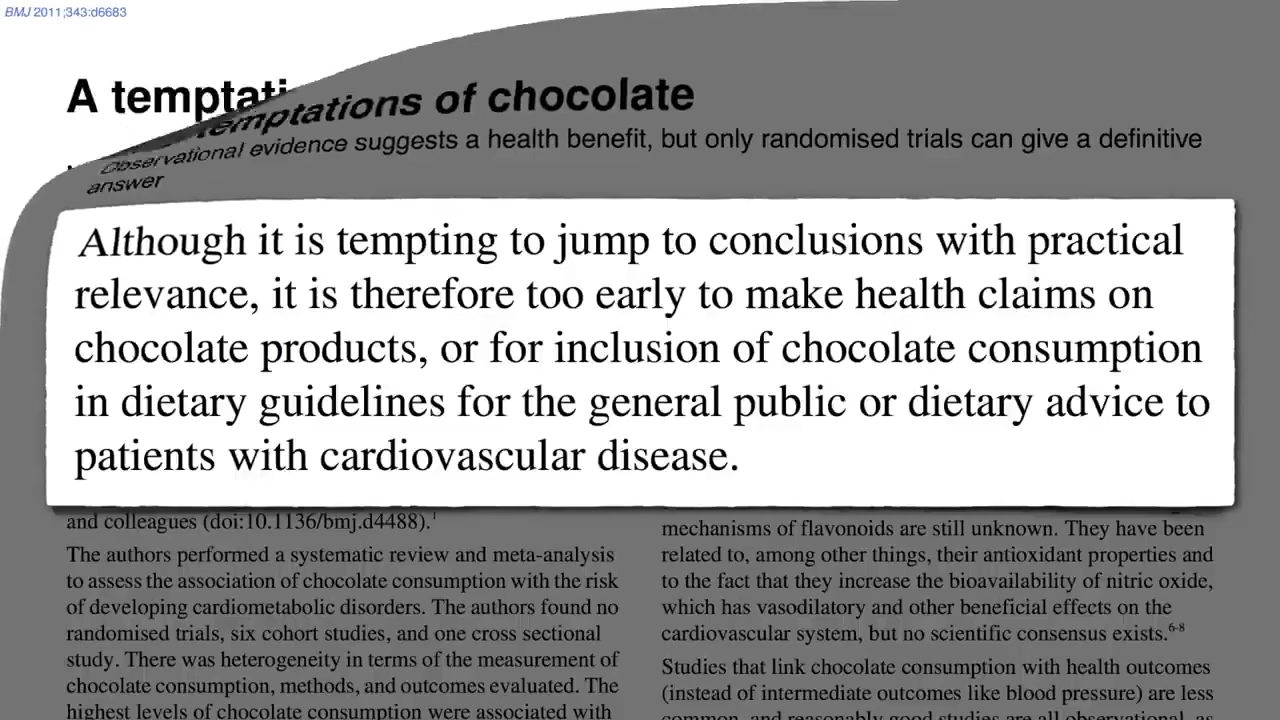 BMJ 2011;343:d6683
A temptati
emptations of chocolate
Observational evidence suggests a health benefit, but only randomised trials can give a definitive
answer
Although it is tempting to jump to conclusions with practical
relevance, it is therefore too early to make health claims on
chocolate products, or for inclusion of chocolate consumption
in dietary guidelines for the general public or dietary advice to
patients with cardiovascular disease.
and colleagues (doi:10.1136/bmj.d4488).1
The authors performed a systematic review and meta-analysis
to assess the association of chocolate consumption with the risk
of developing cardiometabolic disorders. The authors found no
randomised trials, six cohort studies, and one cross sectional
study. There was heterogeneity in terms of the measurement of
chocolate consumption, methods, and outcomes evaluated. The
highest levels of chocolate consumption were associated with
mechanisms of flavonoids are still unknown. They have been
related to, among other things, their antioxidant properties and
to the fact that they increase the bioavailability of nitric oxide,
which has vasodilatory and other beneficial effects on the
cardiovascular system, but no scientific consensus exists.6-8
Studies that link chocolate consumption with health outcomes
(instead of intermediate outcomes like blood pressure) are less
common, and reasonably good studies are all observational, as